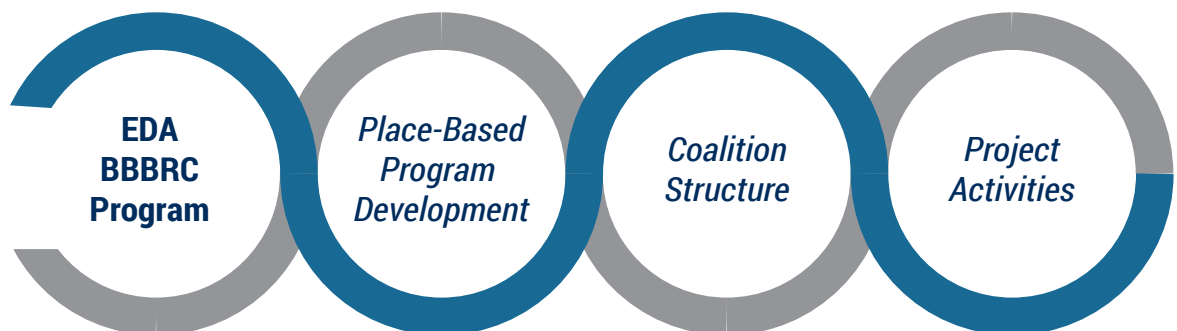 EDA
BBBRC
Program
Place-Based
Program
Development
Coalition
Structure
Project
Activities